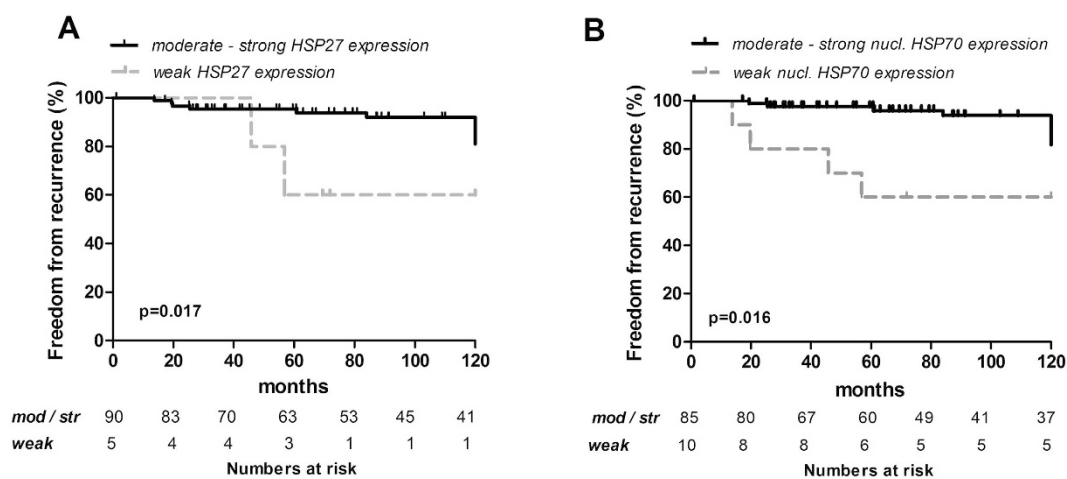 A
moderate - strong HSP27 expression
weak HSP27 expression
Freedom from recurrence (%)
100
80
60
40
20
0
p=0.017
0 20 40 60 80 100 120
months
mod / str 90 83 70 63 53 45 41
weak 5 4 4 3 1 1 1
Numbers at risk
B
moderate - strong nucl. HSP70 expression
weak nucl. HSP70 expression
Freedom from recurrence (%)
100
80
60
40
20
0
p=0.016
0 20 40 60 80 100 120
months
mod / str 85 80 67 60 49 41 37
weak 10 8 8 6 5 5 5
Numbers at risk